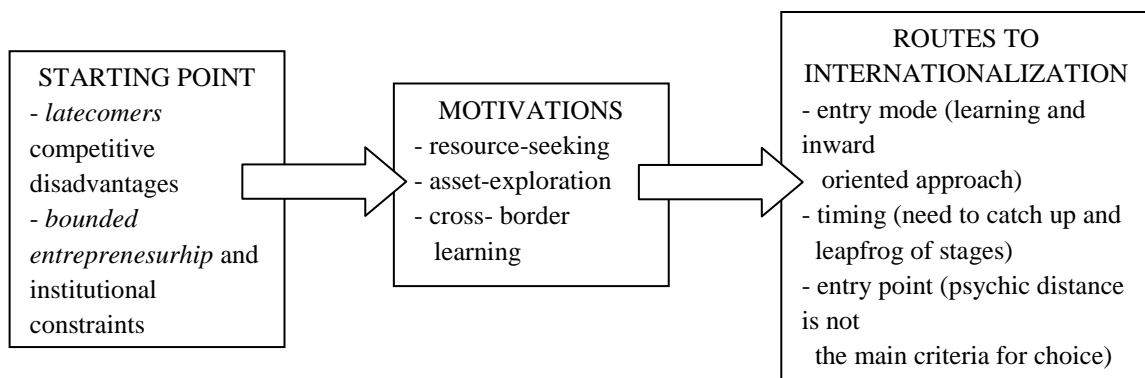 STARTING POINT
- latecomers
competitive
disadvantages
- bounded
entreprenesurhip and
institutional
constraints
MOTIVATIONS
- resource-seeking
- asset-exploration
- cross- border
learning
ROUTES TO
INTERNATIONALIZATION
- entry mode (learning and
inward
oriented approach)
- timing (need to catch up and
leapfrog of stages)
- entry point (psychic distance
is not
the main criteria for choice)